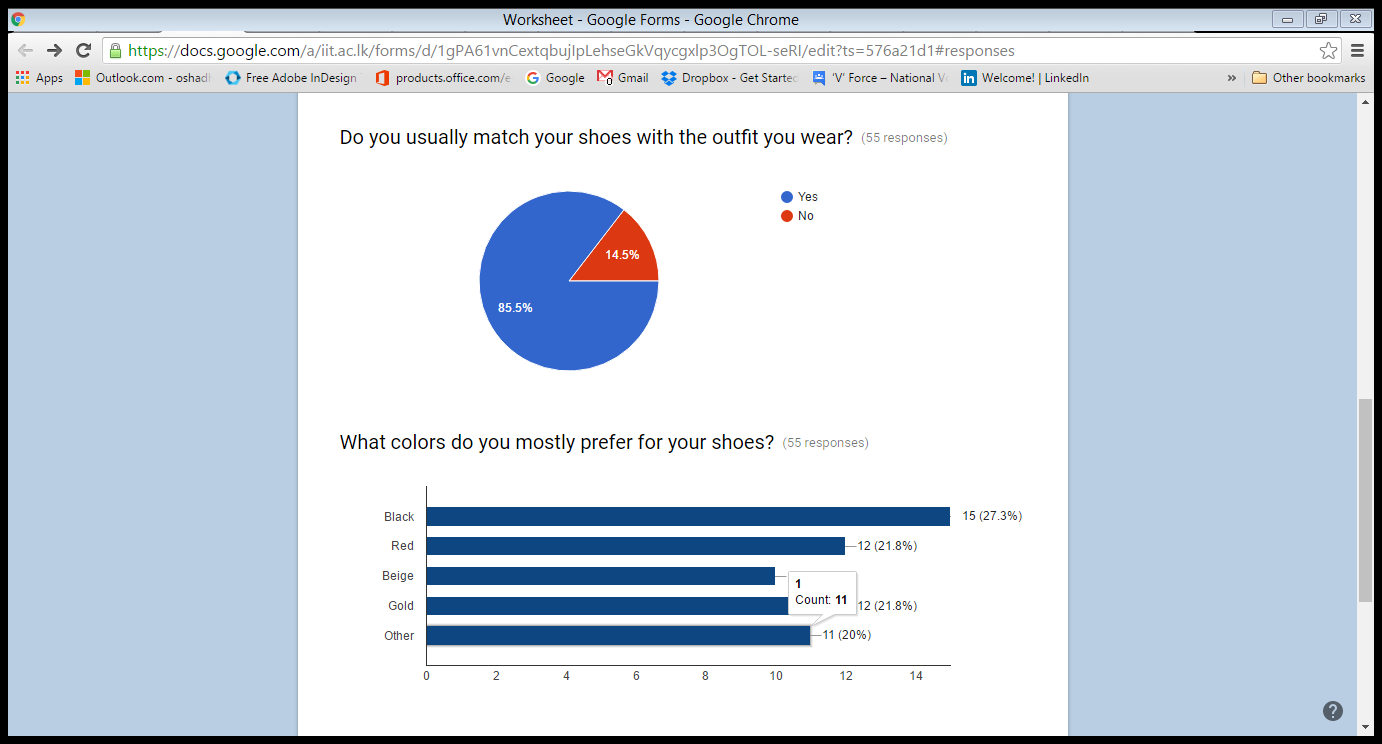 Worksheet - Google Forms - Google Chrome
https://docs.google.com/a/iit.ac.lk/forms/d/1gPA61vnCextqbujIpLehseGkVqycgxlp3OgTOL-seRI/edit?ts=576a21d1#responses
Apps Outlook.com - oshad Free Adobe InDesign products.office.com/e Google Gmail Dropbox - Get Started 'V' Force – National V LinkedIn Welcome! | LinkedIn » Other bookmarks
Do you usually match your shoes with the outfit you wear? (55 responses)
Yes
No
14.5%
85.5%
What colors do you mostly prefer for your shoes? (55 responses)
Black 15 (27.3%)
Red 12 (21.8%)
Beige
1
Count: 11
Gold 12 (21.8%)
Other 11 (20%)
0 2 4 6 8 10 12 14
?